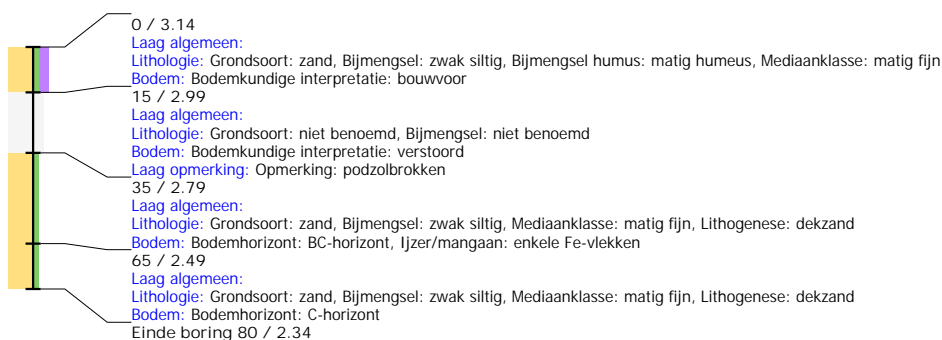 0 / 3.14
Laag algemeen:
Lithologie: Grondsoort: zand, Bijmengsel: zwak siltig, Bijmengsel humus: matig humeus, Mediaanklasse: matig fijn
Bodem: Bodemkundige interpretatie: bouwvoor
15 / 2.99
Laag algemeen:
Lithologie: Grondsoort: niet benoemd, Bijmengsel: niet benoemd
Bodem: Bodemkundige interpretatie: verstoord
Laag opmerking: Opmerking: podzolbrokken
35 / 2.79
Laag algemeen:
Lithologie: Grondsoort: zand, Bijmengsel: zwak siltig, Mediaanklasse: matig fijn, Lithogenese: dekzand
Bodem: Bodemhorizont: BC-horizont, Ijzer/mangaan: enkele Fe-vlekken
65 / 2.49
Laag algemeen:
Lithologie: Grondsoort: zand, Bijmengsel: zwak siltig, Mediaanklasse: matig fijn, Lithogenese: dekzand
Bodem: Bodemhorizont: C-horizont
Einde boring 80 / 2.34